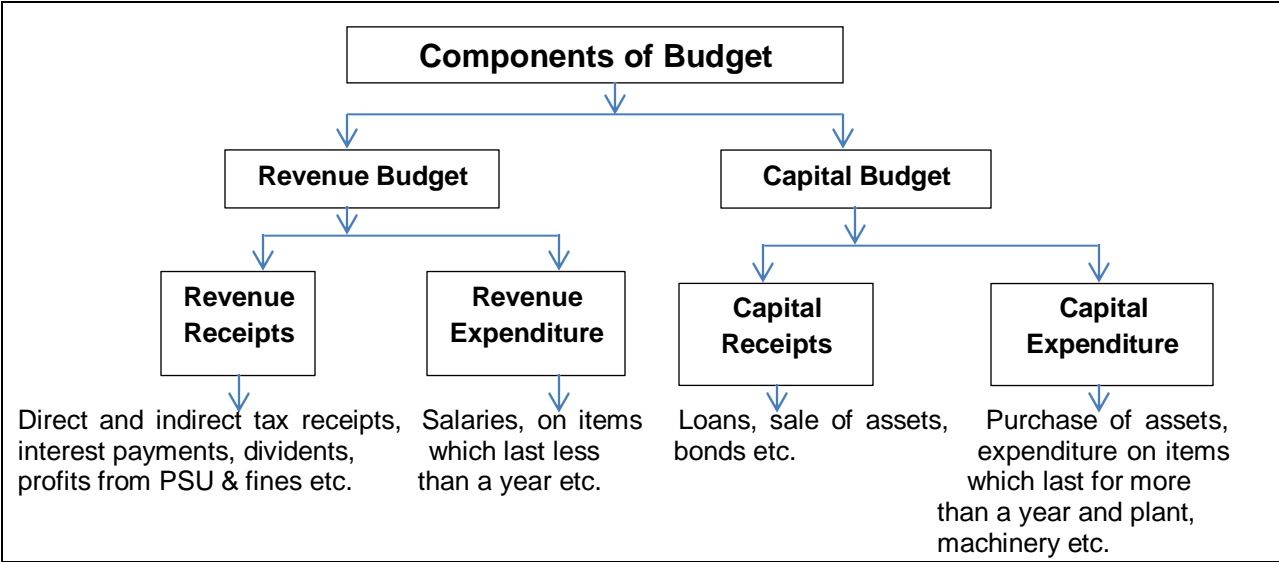 Components of Budget
Revenue Budget
Capital Budget
Revenue
Receipts
Revenue
Expenditure
Capital
Receipts
Capital
Expenditure
Direct and indirect tax receipts,
interest payments, dividents,
profits from PSU & fines etc.
Salaries, on items
which last less
than a year etc.
Loans, sale of assets,
bonds etc.
Purchase of assets,
expenditure on items
which last for more
than a year and plant,
machinery etc.